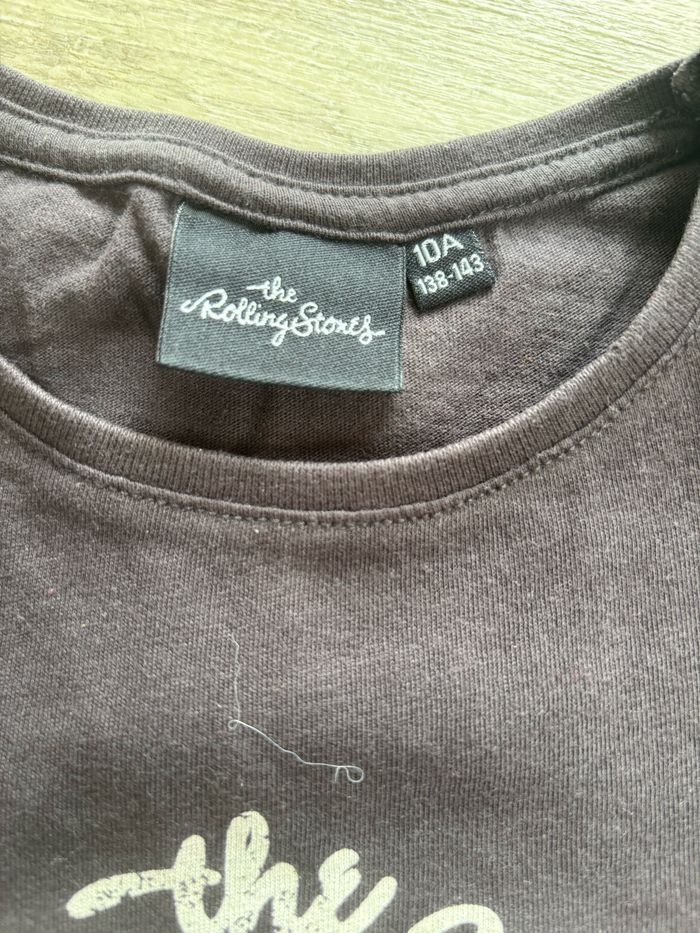 the
Rolling Stones
10A
138-143
the